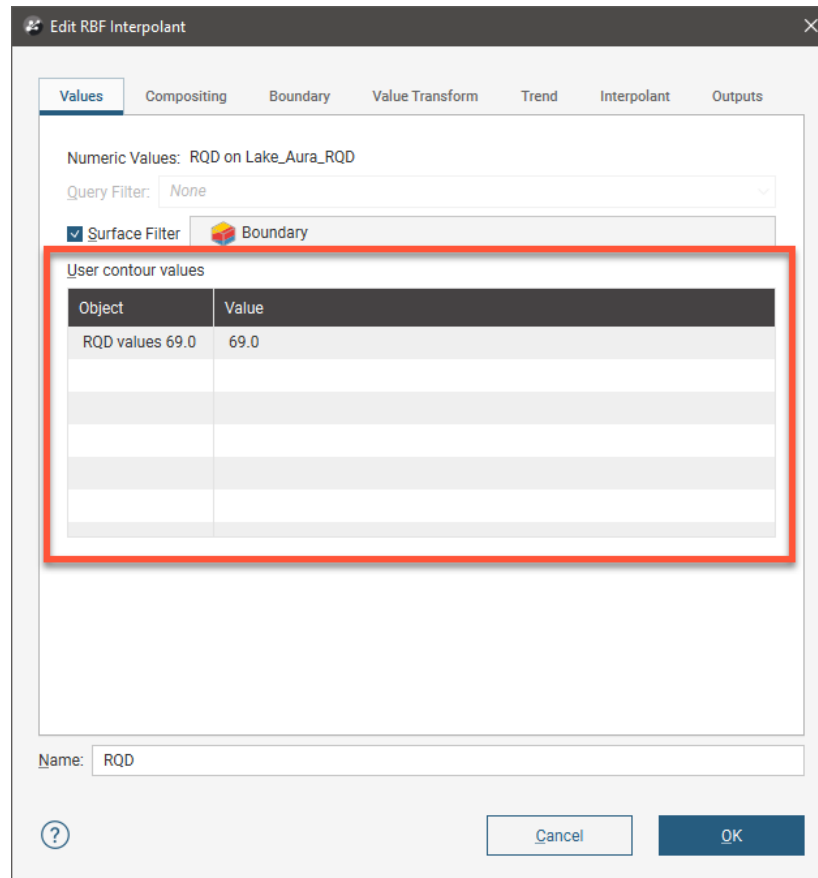 Edit RBF Interpolant
Values Compositing Boundary Value Transform Trend Interpolant Outputs
Numeric Values: RQD on Lake_Aura_RQD
Query Filter: None
Surface Filter Boundary
User contour values
Object Value
RQD values 69.0 69.0
Name: RQD
? Cancel OK